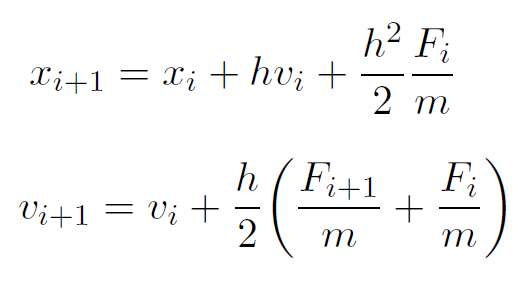 x_{i+1} = x_i + hv_i + \frac{h^2}{2} \frac{F_i}{m}
v_{i+1} = v_i + \frac{h}{2} \left( \frac{F_{i+1}}{m} + \frac{F_i}{m} \right)